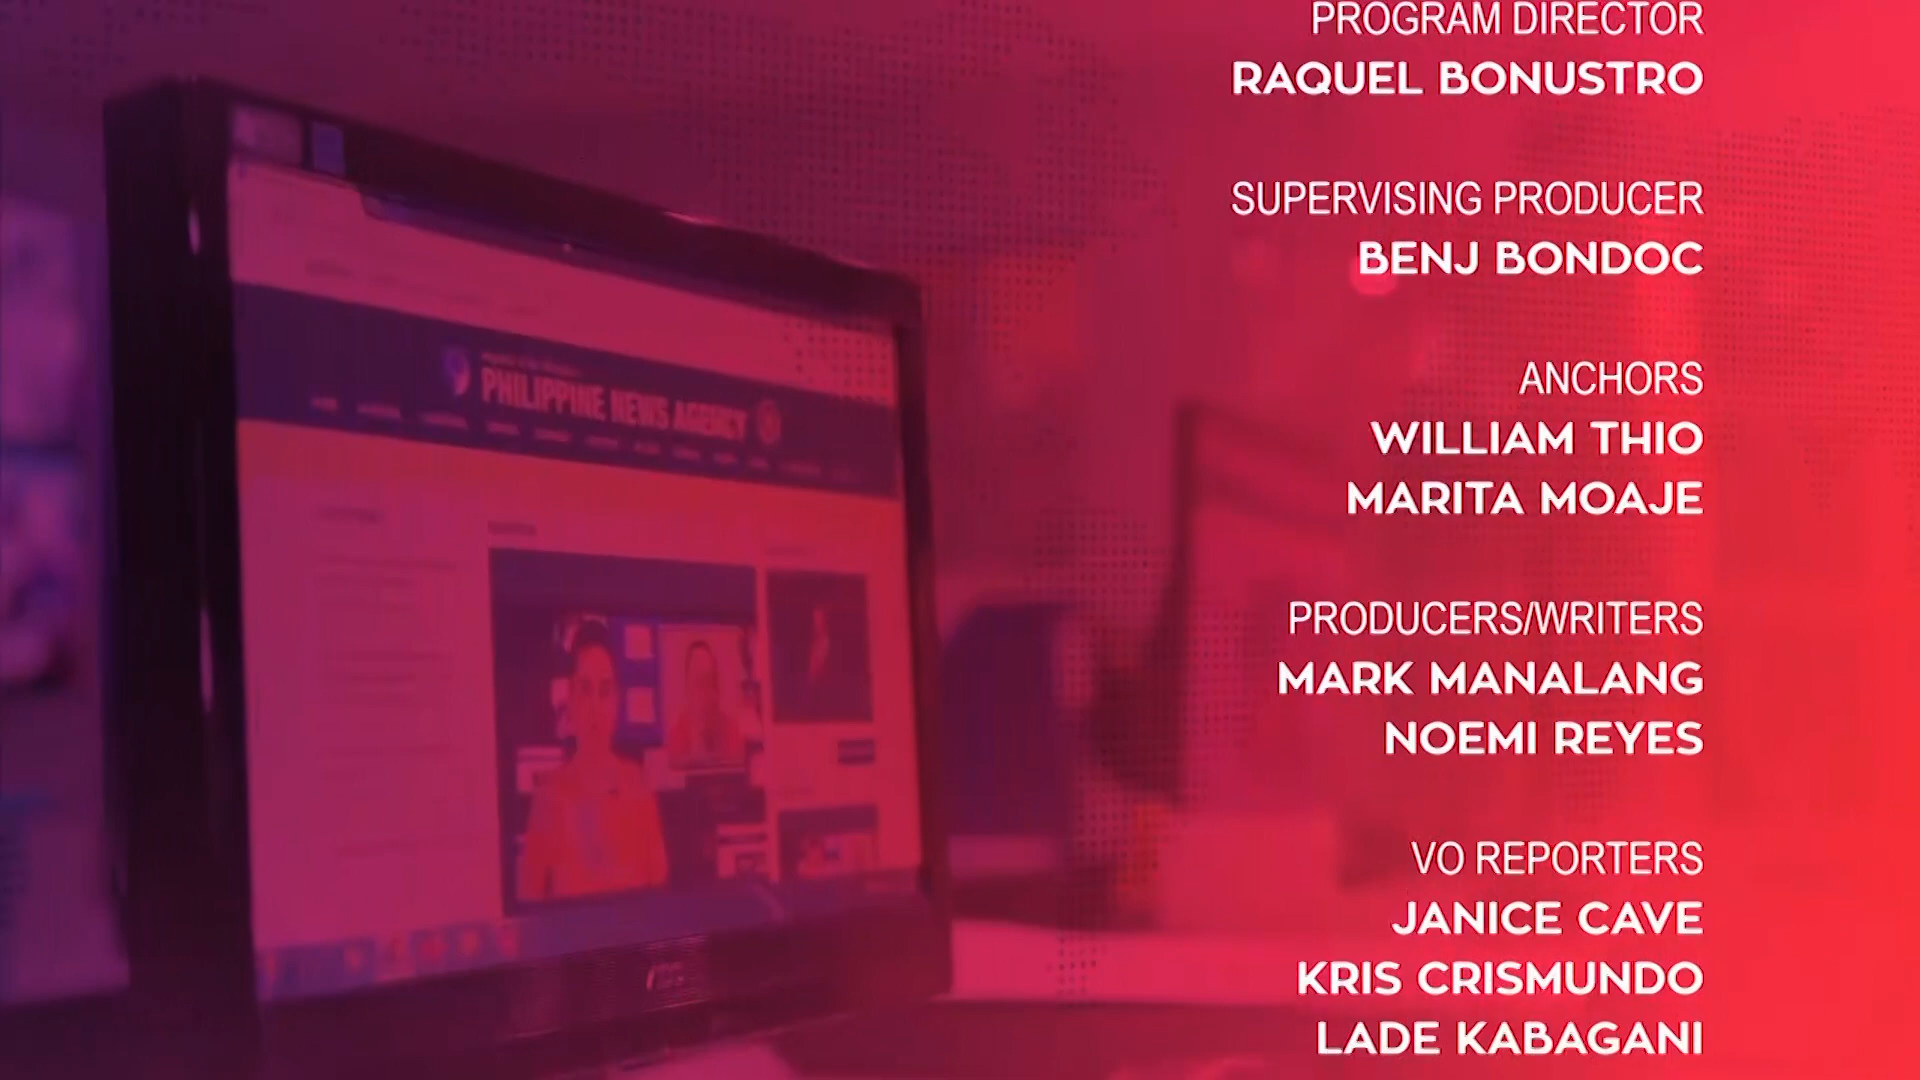 PROGRAM DIRECTOR
RAQUEL BONUSTRO
SUPERVISING PRODUCER
BENJ BONDOC
ANCHORS
WILLIAM THIO
MARITA MOAJE
PRODUCERS/WRITERS
MARK MANALANG
NOEMI REYES
VO REPORTERS
JANICE CAVE
KRIS CRISMUNDO
LADE KABAGANI
PHILIPPINE NEWS AGENCY